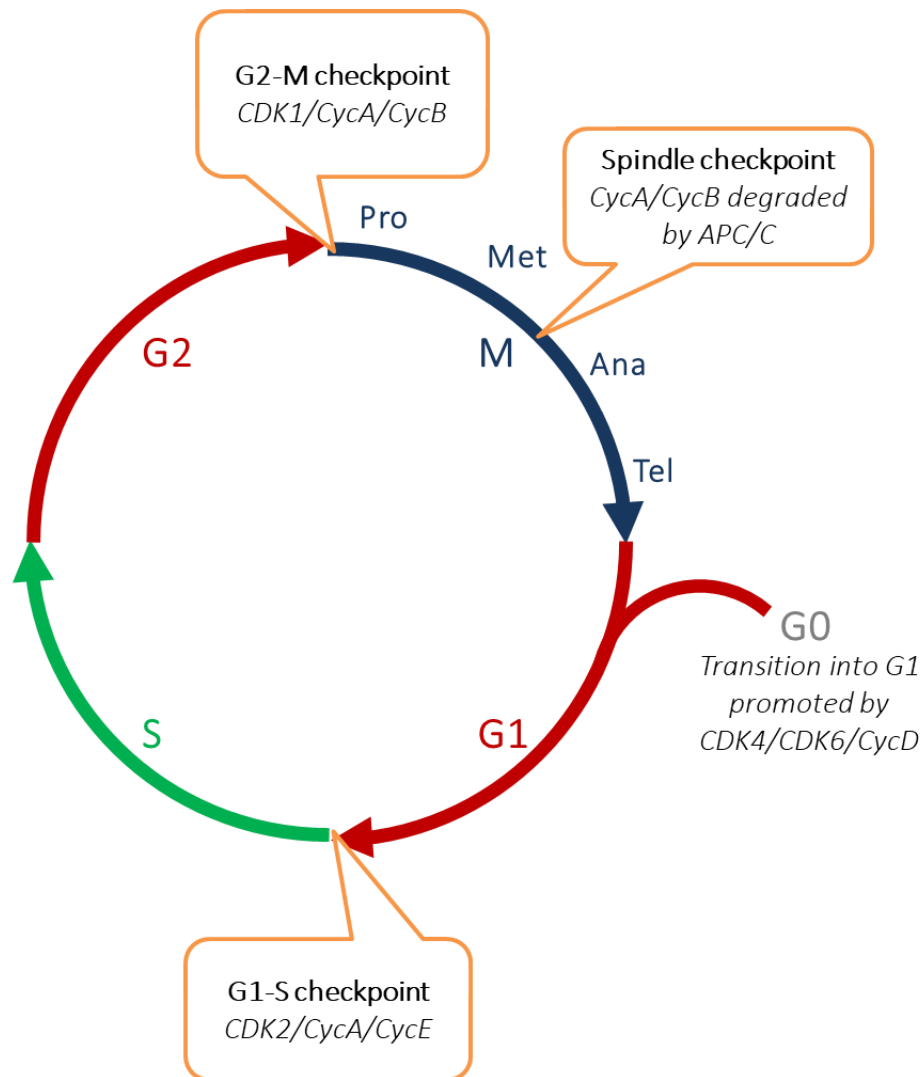 G2-M checkpoint
CDK1/CycA/CycB
Spindle checkpoint
CycA/CycB degraded
by APC/C
Pro
Met
G2
M
Ana
Tel
G0
Transition into G1
promoted by
CDK4/CDK6/CycD
S
G1
G1-S checkpoint
CDK2/CycA/CycE